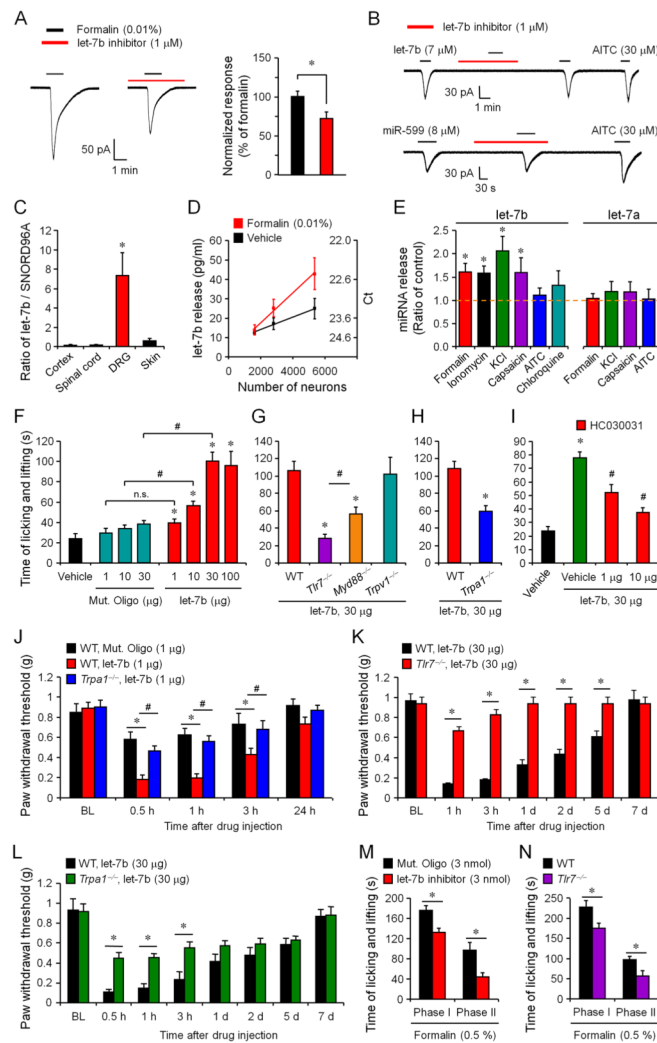 A
Formalin (0.01%)
let-7b inhibitor (1 μM)
50 pA
1 min
Normalized response
(% of formalin)
150
125
100
75
50
25
0
*
B
let-7b inhibitor (1 μM)
let-7b (7 μM)
AITC (30 μM)
30 pA
1 min
miR-599 (8 μM)
AITC (30 μM)
30 pA
30 s
C
Ratio of let-7b / SNORD96A
10
8
6
4
2
0
*
Cortex
Spinal cord
DRG
Skin
D
Formalin (0.01%)
Vehicle
let-7b release (pg/ml)
60
50
40
30
20
10
0
22.0
22.6
23.6
24.6
Ct
0 2000 4000 6000
Number of neurons
E
let-7b
let-7a
miRNA release
(Ratio of control)
2.5
2.0
1.5
1.0
0.5
0
* * * *
Formalin
Ionomycin
KCl
Capsaicin
AITC
Chloroquine
Formalin
KCl
Capsaicin
AITC
F
Time of licking and lifting (s)
140
120
100
80
60
40
20
0
n.s.
#
#
* * * *
Vehicle
1 10 30
1 10 30 100
Mut. Oligo (μg)
let-7b (μg)
G
140
120
100
80
60
40
20
0
#
* *
WT
Tlr7⁻/⁻
Myd88⁻/⁻
Trpv1⁻/⁻
let-7b, 30 μg
H
140
120
100
80
60
40
20
0
*
WT
Trpa1⁻/⁻
let-7b, 30 μg
I
HC030031
90
80
70
60
50
40
30
20
10
0
* # #
Vehicle
Vehicle 1 μg 10 μg
let-7b, 30 μg
J
WT, Mut. Oligo (1 μg)
WT, let-7b (1 μg)
Trpa1⁻/⁻, let-7b (1 μg)
Paw withdrawal threshold (g)
1.2
1
0.8
0.6
0.4
0.2
0
* # * # * #
BL 0.5 h 1 h 3 h 24 h
Time after drug injection
K
WT, let-7b (30 μg)
Tlr7⁻/⁻, let-7b (30 μg)
Paw withdrawal threshold (g)
1.2
1
0.8
0.6
0.4
0.2
0
* * * * *
BL 1 h 3 h 1 d 2 d 5 d 7 d
Time after drug injection
L
WT, let-7b (30 μg)
Trpa1⁻/⁻, let-7b (30 μg)
Paw withdrawal threshold (g)
1.2
1
0.8
0.6
0.4
0.2
0
* * *
BL 0.5 h 1 h 3 h 1 d 2 d 5 d 7 d
Time after drug injection
M
Mut. Oligo (3 nmol)
let-7b inhibitor (3 nmol)
Time of licking and lifting (s)
240
180
120
60
0
* *
Phase I Phase II
Formalin (0.5 %)
N
WT
Tlr7⁻/⁻
Time of licking and lifting (s)
250
200
150
100
50
0
* *
Phase I Phase II
Formalin (0.5 %)